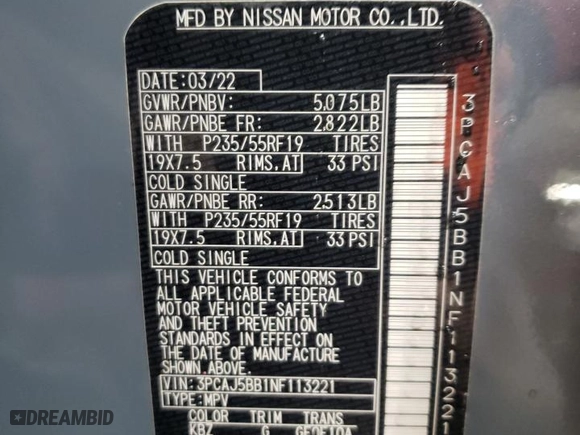 MFD BY NISSAN MOTOR CO.,LTD.
DATE:03/22
GVWR/PNBV: 5,075LB
GAWR/PNBE FR: 2,822LB
WITH P235/55RF19 TIRES
19X7.5 RIMS,AT 33 PSI
COLD SINGLE
GAWR/PNBE RR: 2,513LB
WITH P235/55RF19 TIRES
19X7.5 RIMS,AT 33 PSI
COLD SINGLE
THIS VEHICLE CONFORMS TO
ALL APPLICABLE FEDERAL
MOTOR VEHICLE SAFETY
AND THEFT PREVENTION
STANDARDS IN EFFECT ON
THE DATE OF MANUFACTURE
SHOWN ABOVE.
VIN:3PCAJ5BB1NF113221
TYPE:MPV
COLOR TRIM TRANS
KBZ G
3PCAJ5BB1NF113221
DREAMBID